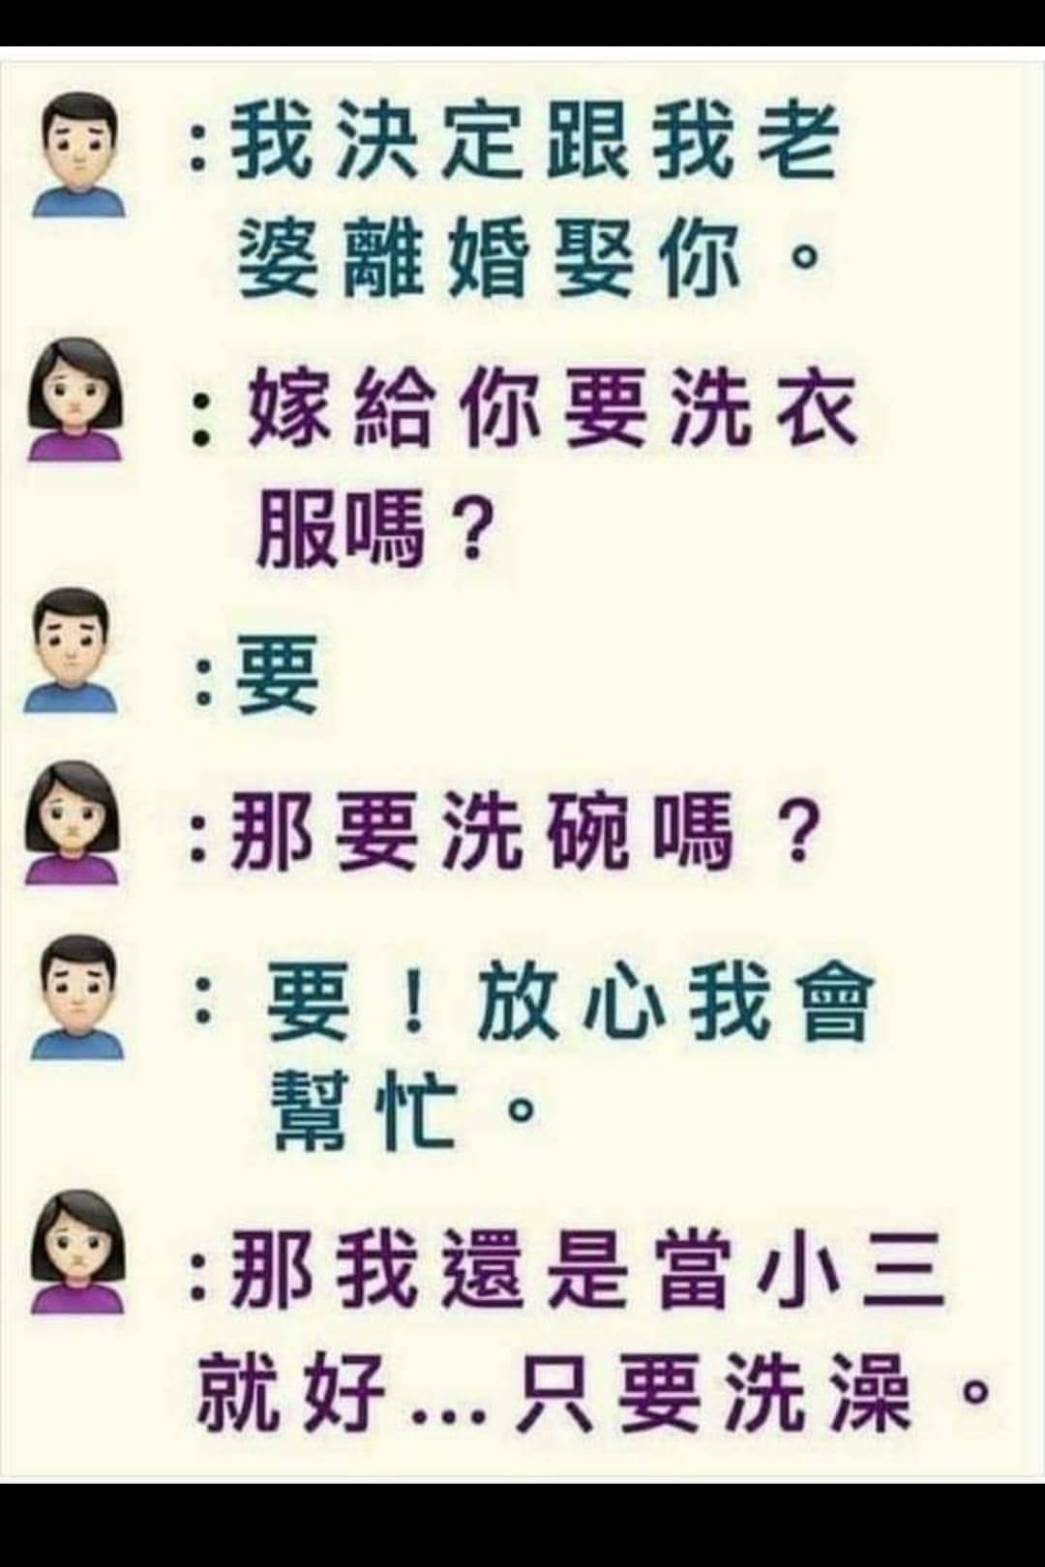 :我決定跟我老
婆離婚娶你。
:嫁給你要洗衣
服嗎?
:要
:那要洗碗嗎?
:要!放心我會
幫忙。
:那我還是當小三
就好...只要洗澡。